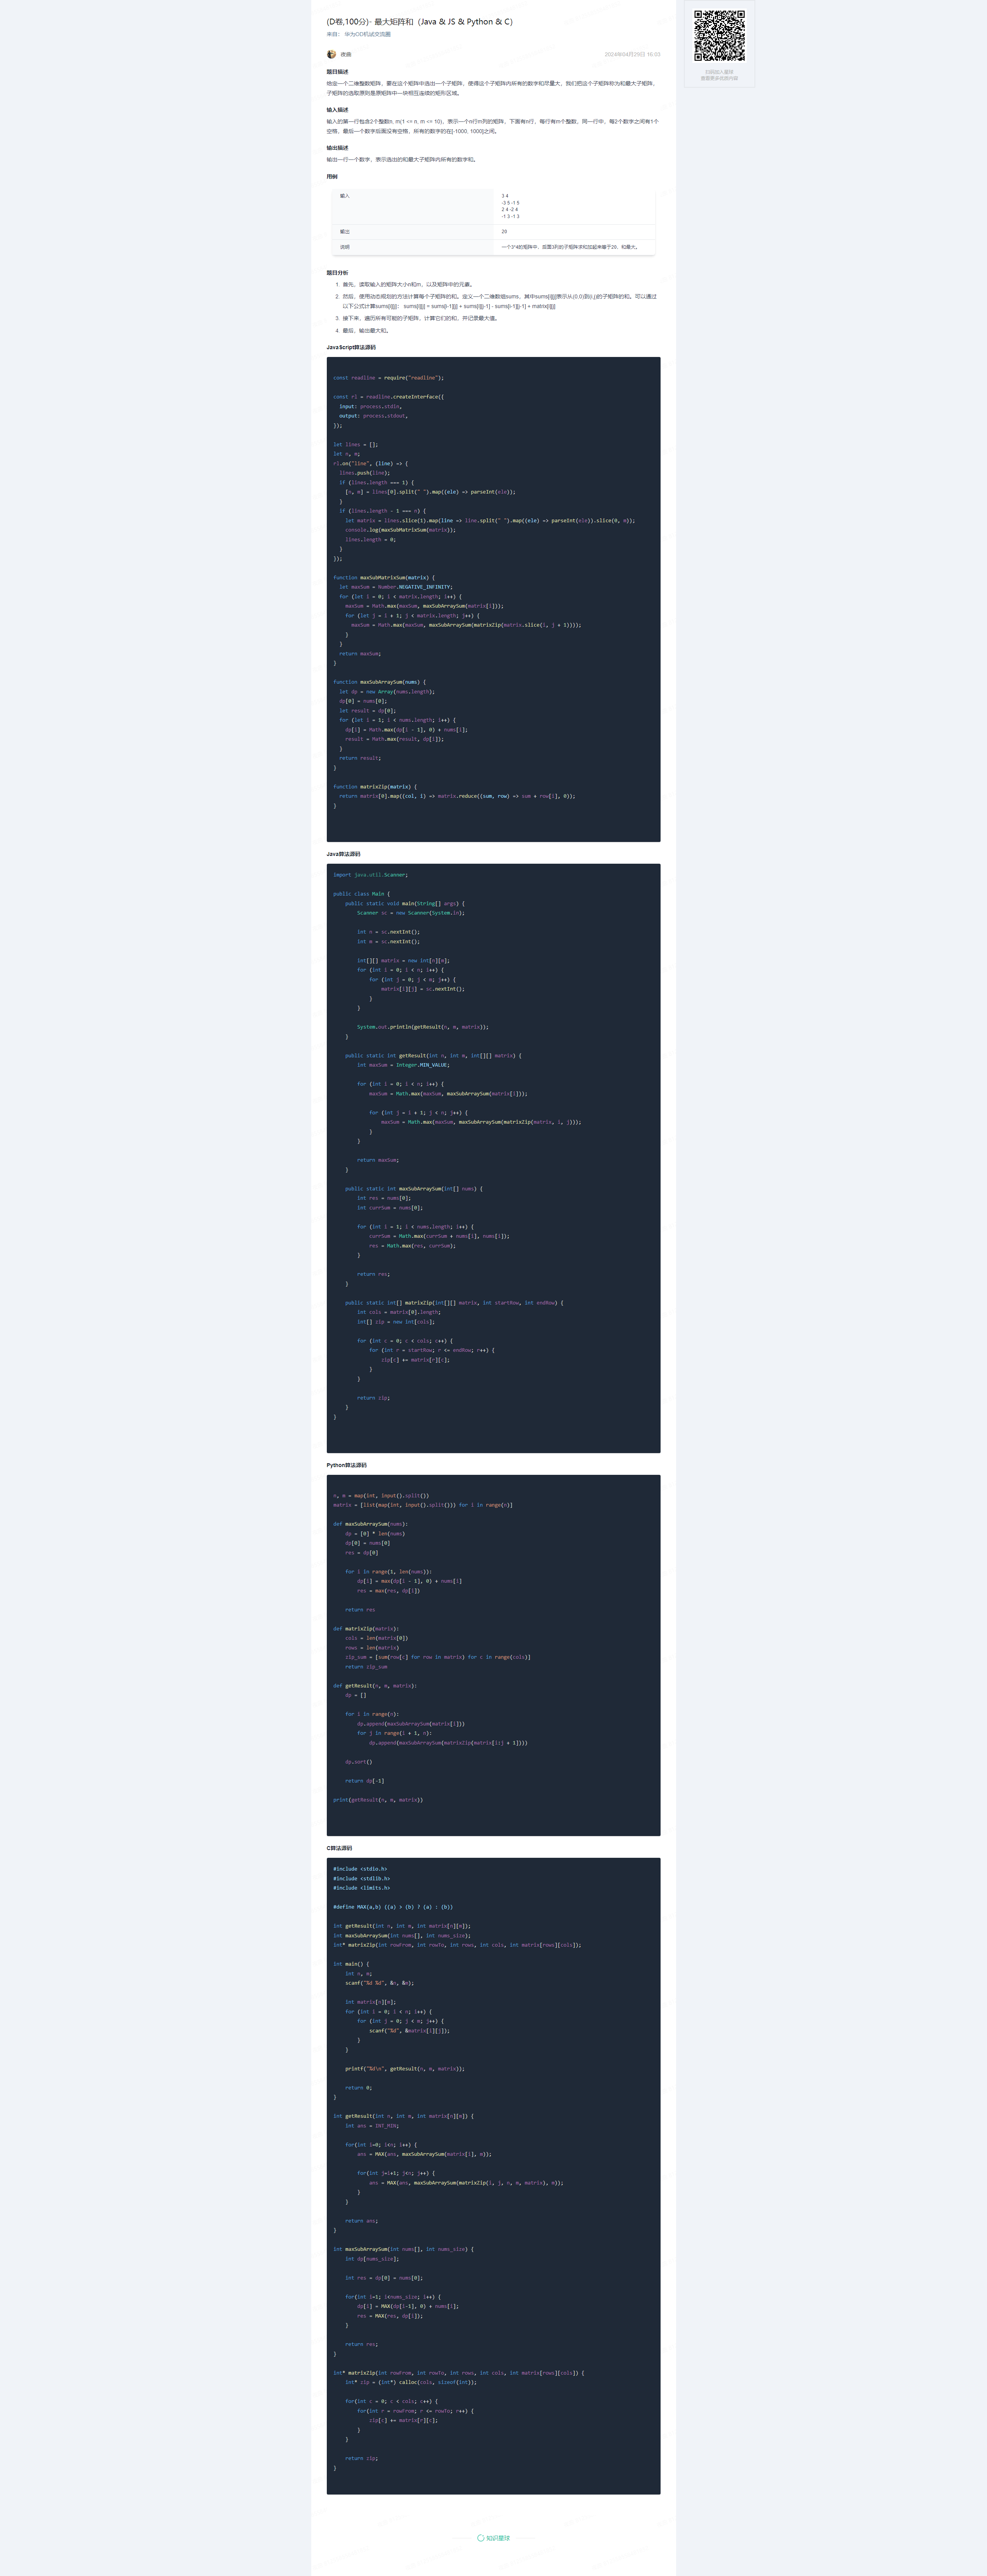 (D卷,100分)- 最大矩阵和（Java & JS & Python & C）
来自： 华为OD机试交流圈
2024年04月29日 16:03
扫码加入星球
查看更多优质内容
题目描述
给定一个二维整数矩阵，要在这个矩阵中选出一个子矩阵，使得这个子矩阵内所有的数字和尽量大，我们把这个子矩阵称为和最大子矩阵，
子矩阵的选取原则是原矩阵中一块相互连续的矩形区域。
输入描述
输入的第一行包含2个整数n, m(1 <= n, m <= 10)，表示一个n行m列的矩阵，下面有n行，每行有m个整数，同一行中，每2个数字之间有1个
空格，最后一个数字后面没有空格，所有的数字的在[-1000, 1000]之间。
输出描述
输出一行一个数字，表示选出的和最大子矩阵内所有的数字和。
用例
输入
3 4
-3 5 -1 5
2 4 -2 4
-1 3 -1 3
输出
20
说明
一个3*4的矩阵中，后面3列的子矩阵求和加起来等于20，和最大。
题目分析
1. 首先，读取输入的矩阵大小n和m，以及矩阵中的元素。
2. 然后，使用动态规划的方法计算每个子矩阵的和。定义一个二维数组sums，其中sums[i][j]表示从(0,0)到(i,j)的子矩阵的和。可以通过
以下公式计算sums[i][j]：sums[i][j] = sums[i-1][j] + sums[i][j-1] - sums[i-1][j-1] + matrix[i][j]
3. 接下来，遍历所有可能的子矩阵，计算它们的和，并记录最大值。
4. 最后，输出最大和。
JavaScript算法源码
const readline = require("readline");
const rl = readline.createInterface({
  input: process.stdin,
  output: process.stdout,
});
let lines = [];
let n, m;
rl.on("line", (line) => {
  lines.push(line);
  if (lines.length === 1) {
    [n, m] = lines[0].split(" ").map((ele) => parseInt(ele));
  }
  if (lines.length - 1 === n) {
    let matrix = lines.slice(1).map(line => line.split(" ").map((ele) => parseInt(ele)).slice(0, m));
    console.log(maxSubMatrixSum(matrix));
    lines.length = 0;
  }
});
function maxSubMatrixSum(matrix) {
  let maxSum = Number.NEGATIVE_INFINITY;
  for (let i = 0; i < matrix.length; i++) {
    maxSum = Math.max(maxSum, maxSubArraySum(matrix[i]));
    for (let j = i + 1; j < matrix.length; j++) {
      maxSum = Math.max(maxSum, maxSubArraySum(matrixZip(matrix.slice(i, j + 1))));
    }
  }
  return maxSum;
}
function maxSubArraySum(nums) {
  let dp = new Array(nums.length);
  dp[0] = nums[0];
  let result = dp[0];
  for (let i = 1; i < nums.length; i++) {
    dp[i] = Math.max(dp[i - 1], 0) + nums[i];
    result = Math.max(result, dp[i]);
  }
  return result;
}
function matrixZip(matrix) {
  return matrix[0].map((col, i) => matrix.reduce((sum, row) => sum + row[i], 0));
}
Java算法源码
import java.util.Scanner;
public class Main {
    public static void main(String[] args) {
        Scanner sc = new Scanner(System.in);
        int n = sc.nextInt();
        int m = sc.nextInt();
        int[][] matrix = new int[n][m];
        for (int i = 0; i < n; i++) {
            for (int j = 0; j < m; j++) {
                matrix[i][j] = sc.nextInt();
            }
        }
        System.out.println(getResult(n, m, matrix));
    }
    public static int getResult(int n, int m, int[][] matrix) {
        int maxSum = Integer.MIN_VALUE;
        for (int i = 0; i < n; i++) {
            maxSum = Math.max(maxSum, maxSubArraySum(matrix[i]));
            for (int j = i + 1; j < n; j++) {
                maxSum = Math.max(maxSum, maxSubArraySum(matrixZip(matrix, i, j)));
            }
        }
        return maxSum;
    }
    public static int maxSubArraySum(int[] nums) {
        int res = nums[0];
        int currSum = nums[0];
        for (int i = 1; i < nums.length; i++) {
            currSum = Math.max(currSum + nums[i], nums[i]);
            res = Math.max(res, currSum);
        }
        return res;
    }
    public static int[] matrixZip(int[][] matrix, int startRow, int endRow) {
        int cols = matrix[0].length;
        int[] zip = new int[cols];
        for (int c = 0; c < cols; c++) {
            for (int r = startRow; r <= endRow; r++) {
                zip[c] += matrix[r][c];
            }
        }
        return zip;
    }
}
Python算法源码
n, m = map(int, input().split())
matrix = [list(map(int, input().split())) for i in range(n)]
def maxSubArraySum(nums):
    dp = [0] * len(nums)
    dp[0] = nums[0]
    res = dp[0]
    for i in range(1, len(nums)):
        dp[i] = max(dp[i - 1], 0) + nums[i]
        res = max(res, dp[i])
    return res
def matrixZip(matrix):
    cols = len(matrix[0])
    rows = len(matrix)
    zip_sum = [sum(row[c] for row in matrix) for c in range(cols)]
    return zip_sum
def getResult(n, m, matrix):
    dp = []
    for i in range(n):
        dp.append(maxSubArraySum(matrix[i]))
        for j in range(i + 1, n):
            dp.append(maxSubArraySum(matrixZip(matrix[i:j + 1])))
    dp.sort()
    return dp[-1]
print(getResult(n, m, matrix))
C算法源码
#include <stdio.h>
#include <stdlib.h>
#include <limits.h>
#define MAX(a,b) ((a) > (b) ? (a) : (b))
int getResult(int n, int m, int matrix[n][m]);
int maxSubArraySum(int nums[], int nums_size);
int* matrixZip(int rowFrom, int rowTo, int rows, int cols, int matrix[rows][cols]);
int main() {
    int n, m;
    scanf("%d %d", &n, &m);
    int matrix[n][m];
    for (int i = 0; i < n; i++) {
        for (int j = 0; j < m; j++) {
            scanf("%d", &matrix[i][j]);
        }
    }
    printf("%d\n", getResult(n, m, matrix));
    return 0;
}
int getResult(int n, int m, int matrix[n][m]) {
    int ans = INT_MIN;
    for(int i=0; i<n; i++) {
        ans = MAX(ans, maxSubArraySum(matrix[i], m));
        for(int j=i+1; j<n; j++) {
            ans = MAX(ans, maxSubArraySum(matrixZip(i, j, n, m, matrix), m));
        }
    }
    return ans;
}
int maxSubArraySum(int nums[], int nums_size) {
    int dp[nums_size];
    int res = dp[0] = nums[0];
    for(int i=1; i<nums_size; i++) {
        dp[i] = MAX(dp[i-1], 0) + nums[i];
        res = MAX(res, dp[i]);
    }
    return res;
}
int* matrixZip(int rowFrom, int rowTo, int rows, int cols, int matrix[rows][cols]) {
    int* zip = (int*) calloc(cols, sizeof(int));
    for(int c = 0; c < cols; c++) {
        for(int r = rowFrom; r <= rowTo; r++) {
            zip[c] += matrix[r][c];
        }
    }
    return zip;
}
知识星球